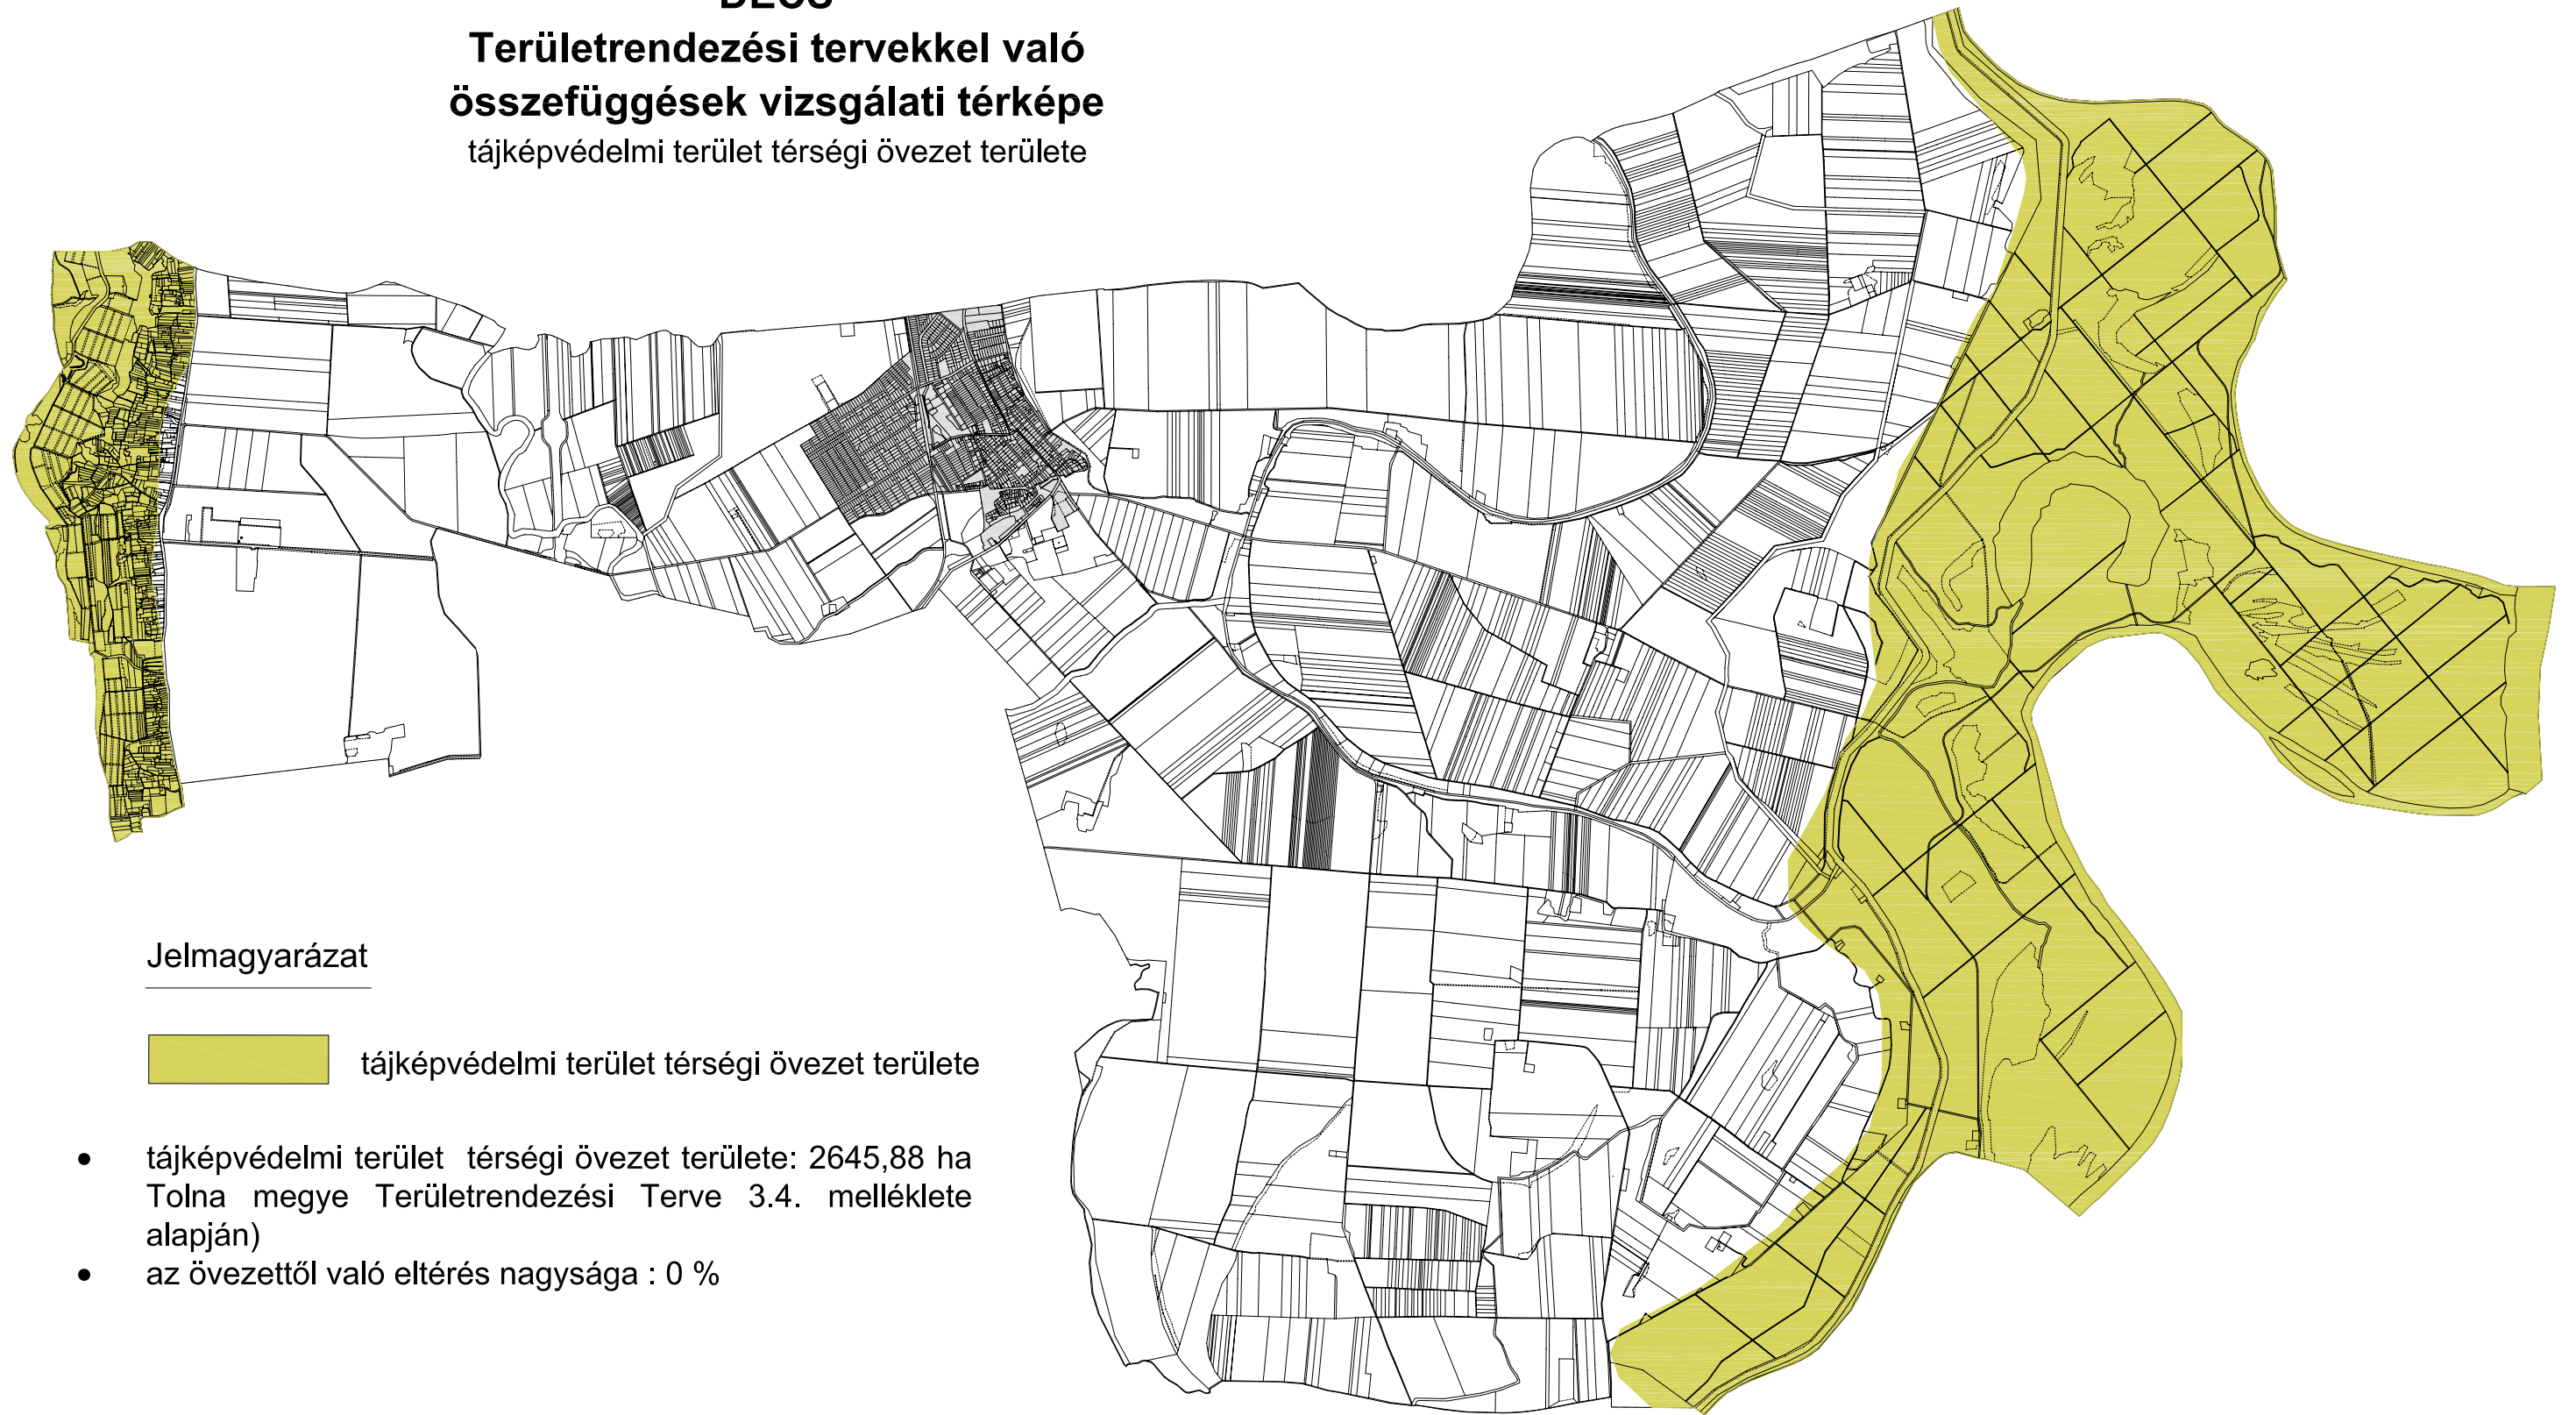 DECS
Területrendezési tervekkel való
összefüggések vizsgálati térképe
tájképvédelmi terület térségi övezet területe
Jelmagyarázat
tájképvédelmi terület térségi övezet területe
• tájképvédelmi terület térségi övezet területe: 2645,88 ha
Tolna megye Területrendezési Terve 3.4. melléklete
alapján)
• az övezettől való eltérés nagysága : 0 %